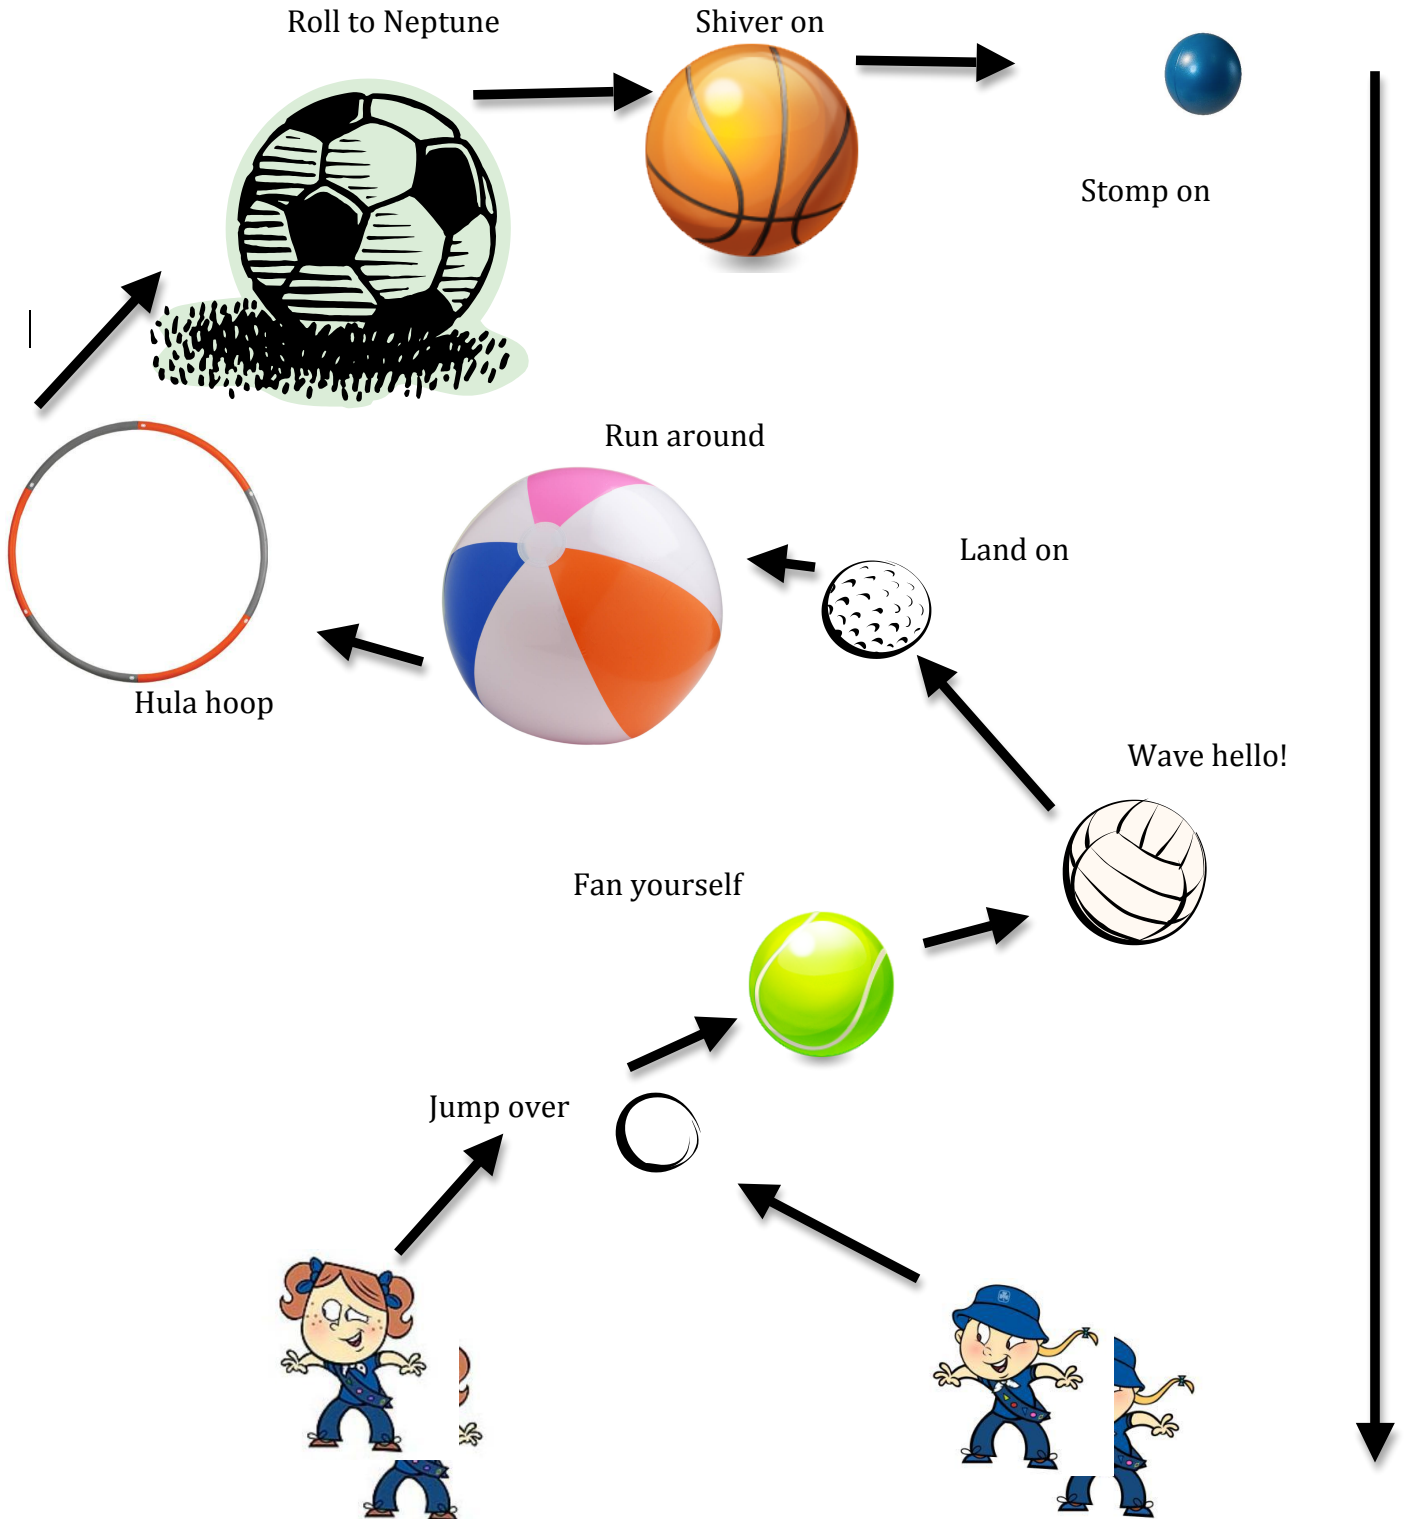 Roll to Neptune
Shiver on
Stomp on
Run around
Land on
Hula hoop
Wave hello!
Fan yourself
Jump over